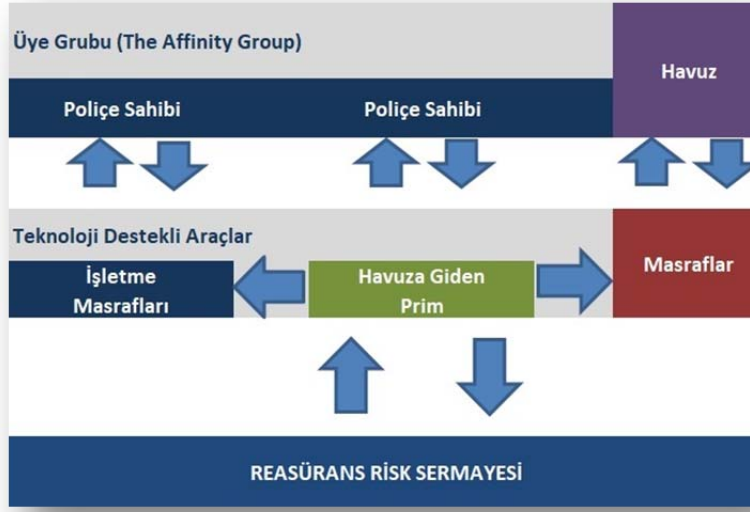 Üye Grubu (The Affinity Group)
Havuz
Poliçe Sahibi
Poliçe Sahibi
Teknoloji Destekli Araçlar
Masraflar
İşletme
Masrafları
Havuza Giden
Prim
REASÜRANS RİSK SERMAYESİ